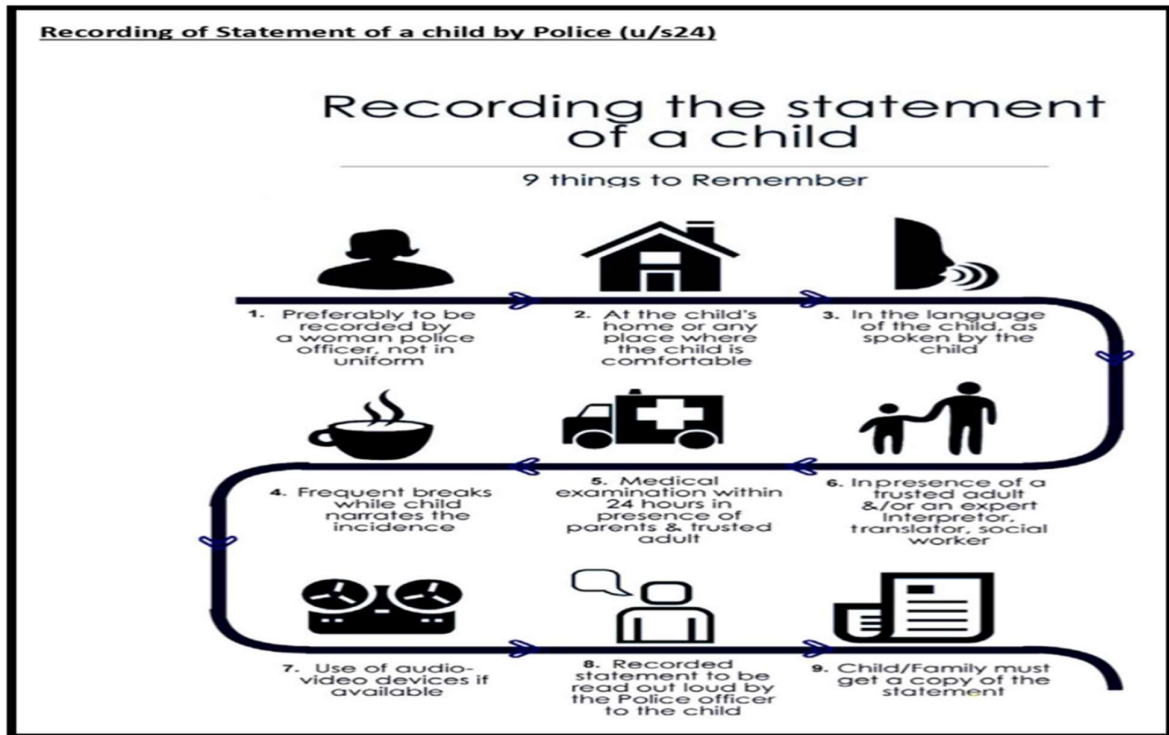 Recording of Statement of a child by Police (u/s24)
Recording the statement
of a child
9 things to Remember
1. Preferably to be
recorded by
a woman police
officer, not in
uniform
2. At the child's
home or any
place where
the child is
comfortable
3. In the language
of the child, as
spoken by the
child
4. Frequent breaks
while child
narrates the
incidence
5. Medical
examination within
24 hours in
presence of
parents & trusted
adult
6. In presence of a
trusted adult
&/or an expert
Interpretor,
translator, social
worker
7. Use of audio-
video devices if
available
8. Recorded
statement to be
read out loud by
the Police officer
to the child
9. Child/Family must
get a copy of the
statement